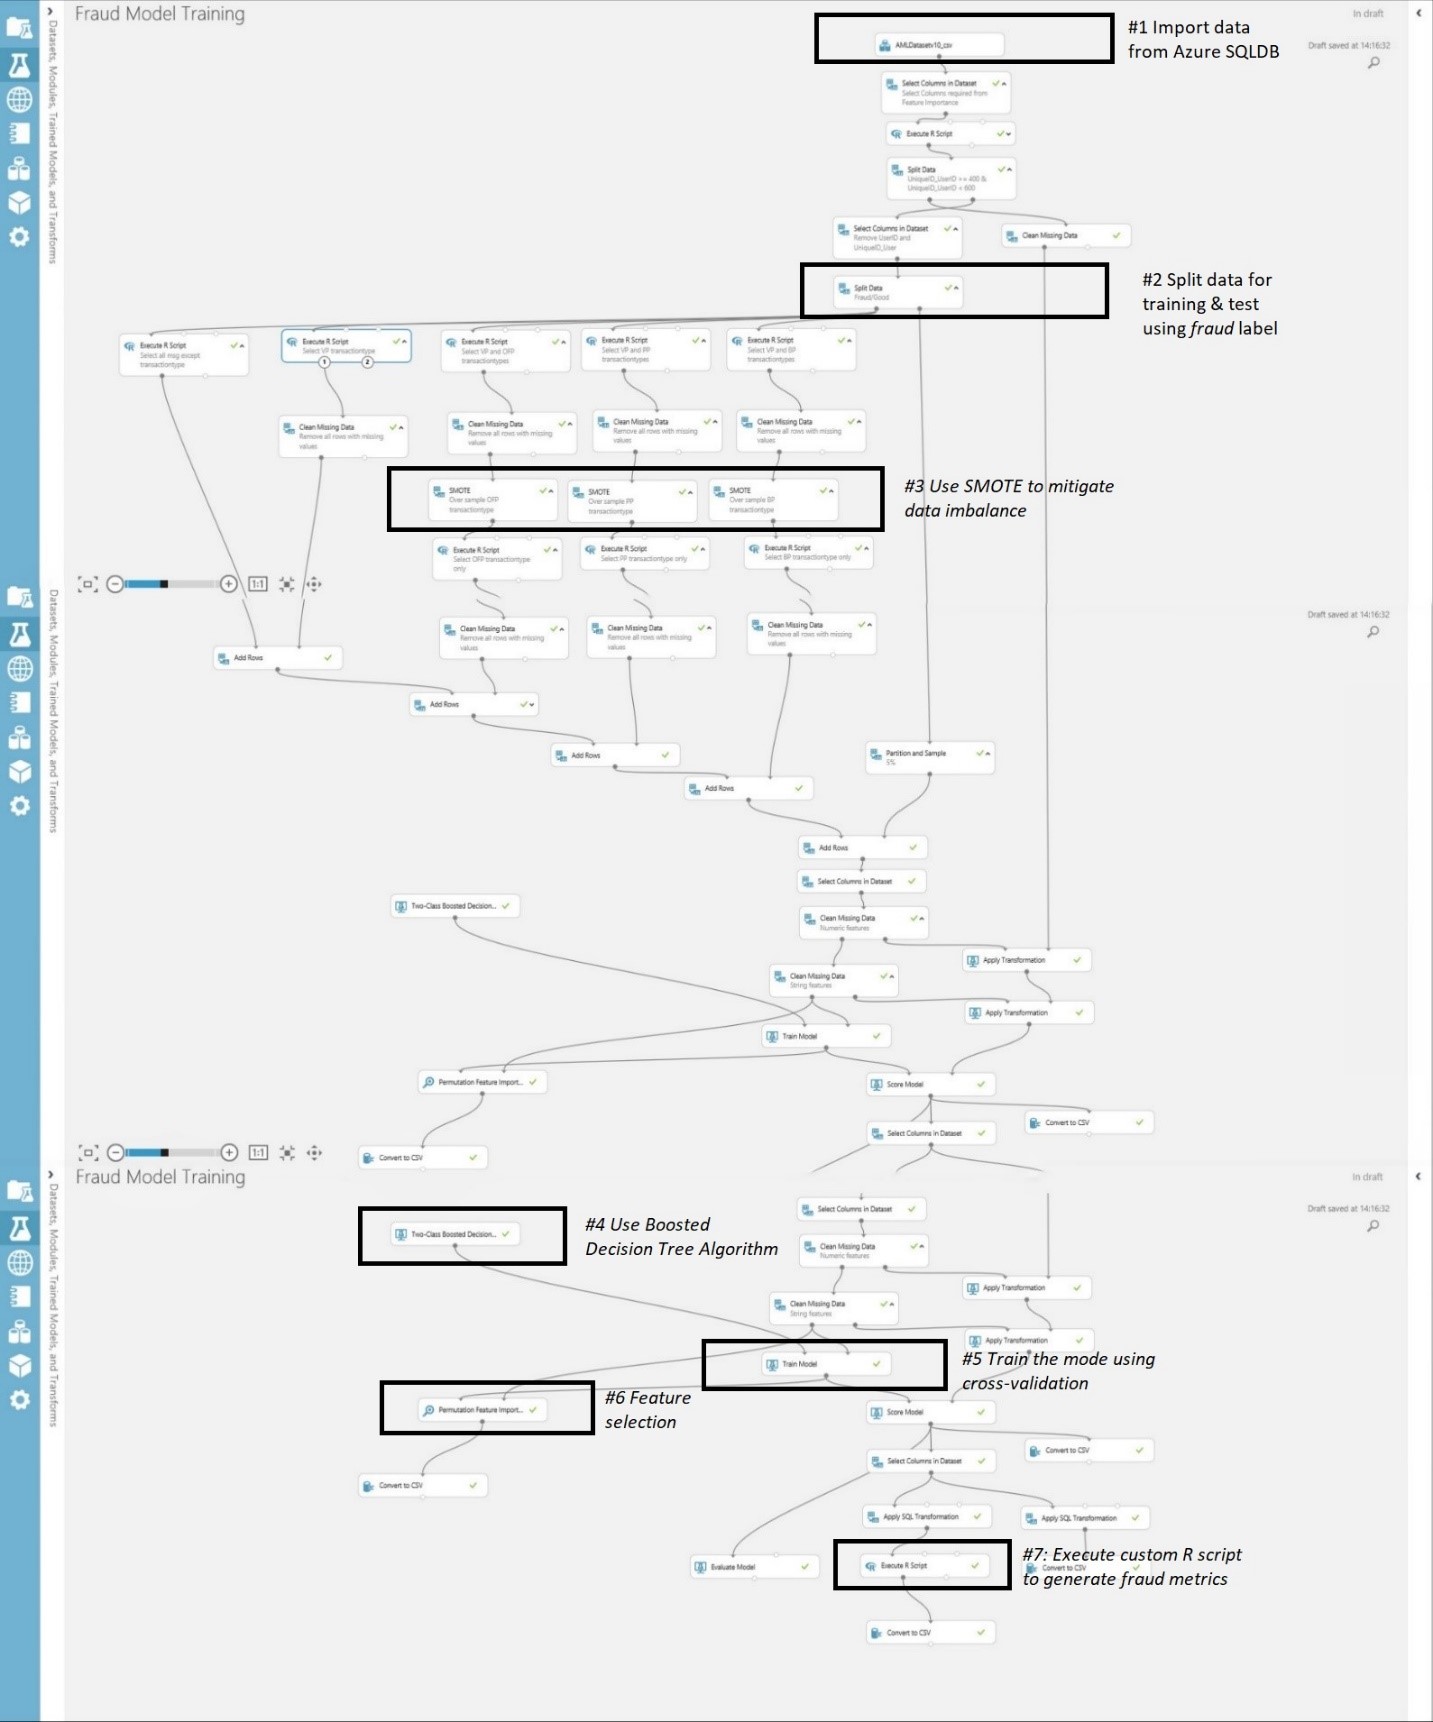 Fraud Model Training
In draft
Draft saved at 14:16:32
Datasets, Modules, Trained Models, and Transforms
AMLDatasetv10_csv
#1 Import data
from Azure SQLDB
Select Columns in Dataset
Select Columns required from
Feature Importance
Execute R Script
Split Data
UniqueID_UserID >= 400 &
UniqueID_UserID < 600
Select Columns in Dataset
Remove UserID and
UniqueID_User
Clean Missing Data
Split Data
Fraud/Good
#2 Split data for
training & test
using fraud label
Execute R Script
Select all msg except
transactiontype
Execute R Script
Select VP transactiontype
1
2
Execute R Script
Select VP and OFP
transactiontypes
Execute R Script
Select VP and PP
transactiontypes
Execute R Script
Select VP and BP
transactiontypes
Clean Missing Data
Remove all rows with missing
values
Clean Missing Data
Remove all rows with missing
values
Clean Missing Data
Remove all rows with missing
values
Clean Missing Data
Remove all rows with missing
values
SMOTE
Over sample OFP
transactiontype
SMOTE
Over sample PP
transactiontype
SMOTE
Over sample BP
transactiontype
#3 Use SMOTE to mitigate
data imbalance
Execute R Script
Select OFP transactiontype
only
Execute R Script
Select PP transactiontype only
Execute R Script
Select BP transactiontype only
1:1
Datasets, Modules, Trained Models, and Transforms
Draft saved at 14:16:32
Clean Missing Data
Remove all rows with missing
values
Clean Missing Data
Remove all rows with missing
values
Clean Missing Data
Remove all rows with missing
values
Add Rows
Add Rows
Add Rows
Partition and Sample
5%
Add Rows
Add Rows
Select Columns in Dataset
Two-Class Boosted Decision...
Clean Missing Data
Numeric features
Apply Transformation
Clean Missing Data
String features
Apply Transformation
Train Model
Permutation Feature Import...
Score Model
Convert to CSV
Select Columns in Dataset
Convert to CSV
1:1
Fraud Model Training
In draft
Draft saved at 14:16:32
Datasets, Modules, Trained Models, and Transforms
Select Columns in Dataset
Two-Class Boosted Decision...
#4 Use Boosted
Decision Tree Algorithm
Clean Missing Data
Numeric features
Apply Transformation
Clean Missing Data
String features
Apply Transformation
Train Model
#5 Train the mode using
cross-validation
Permutation Feature Import...
#6 Feature
selection
Score Model
Convert to CSV
Select Columns in Dataset
Convert to CSV
Apply SQL Transformation
Apply SQL Transformation
Evaluate Model
Execute R Script
#7: Execute custom R script
to generate fraud metrics
Convert to CSV
Convert to CSV